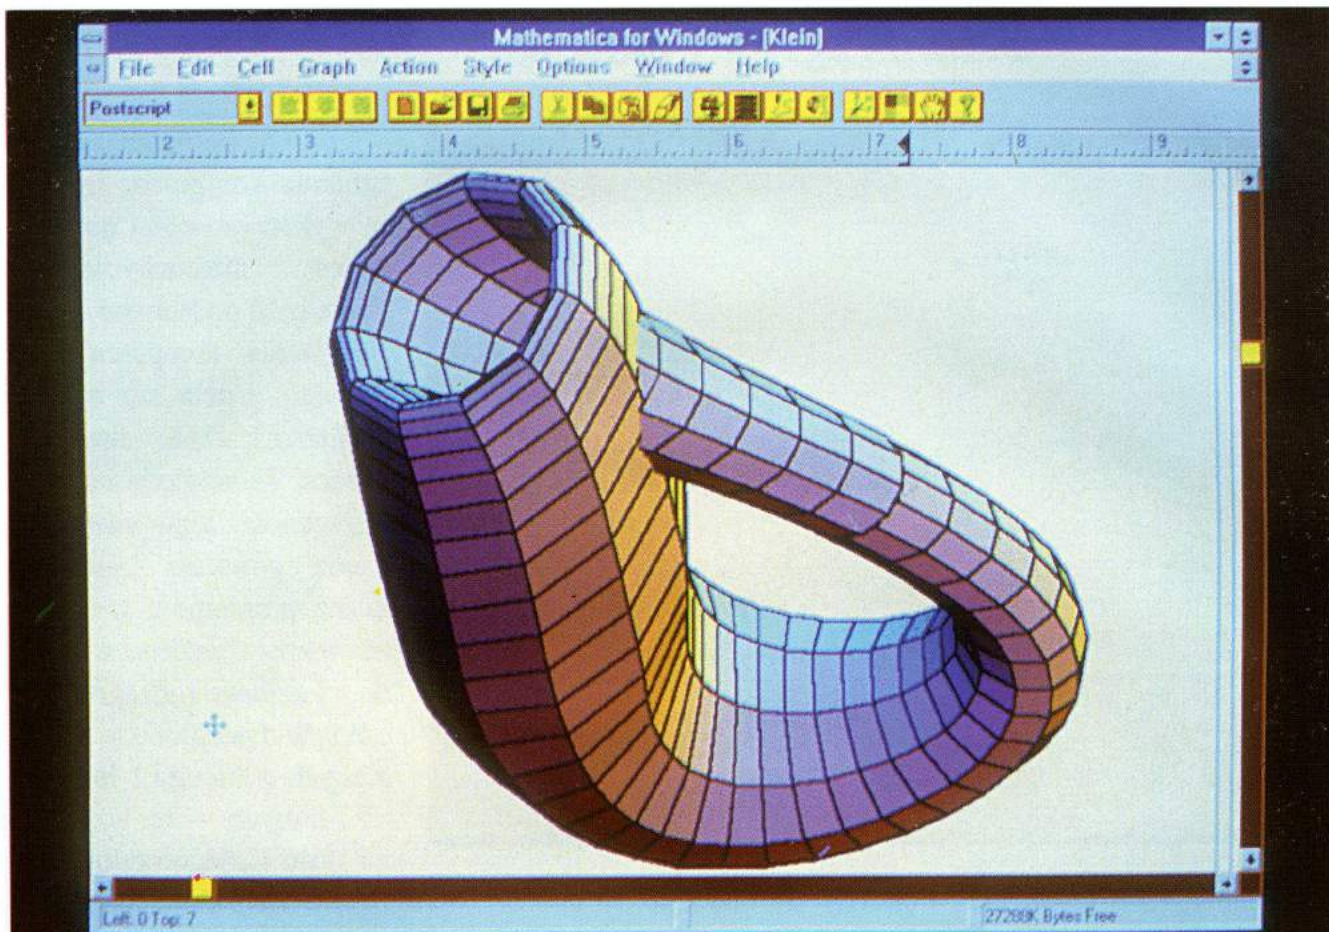 Mathematica for Windows - [Klein]
File Edit Cell Graph Action Style Options Window Help
Postscript
2 3 4 5 6 7 8 9
Left: 0 Top: 7
27288K Bytes Free